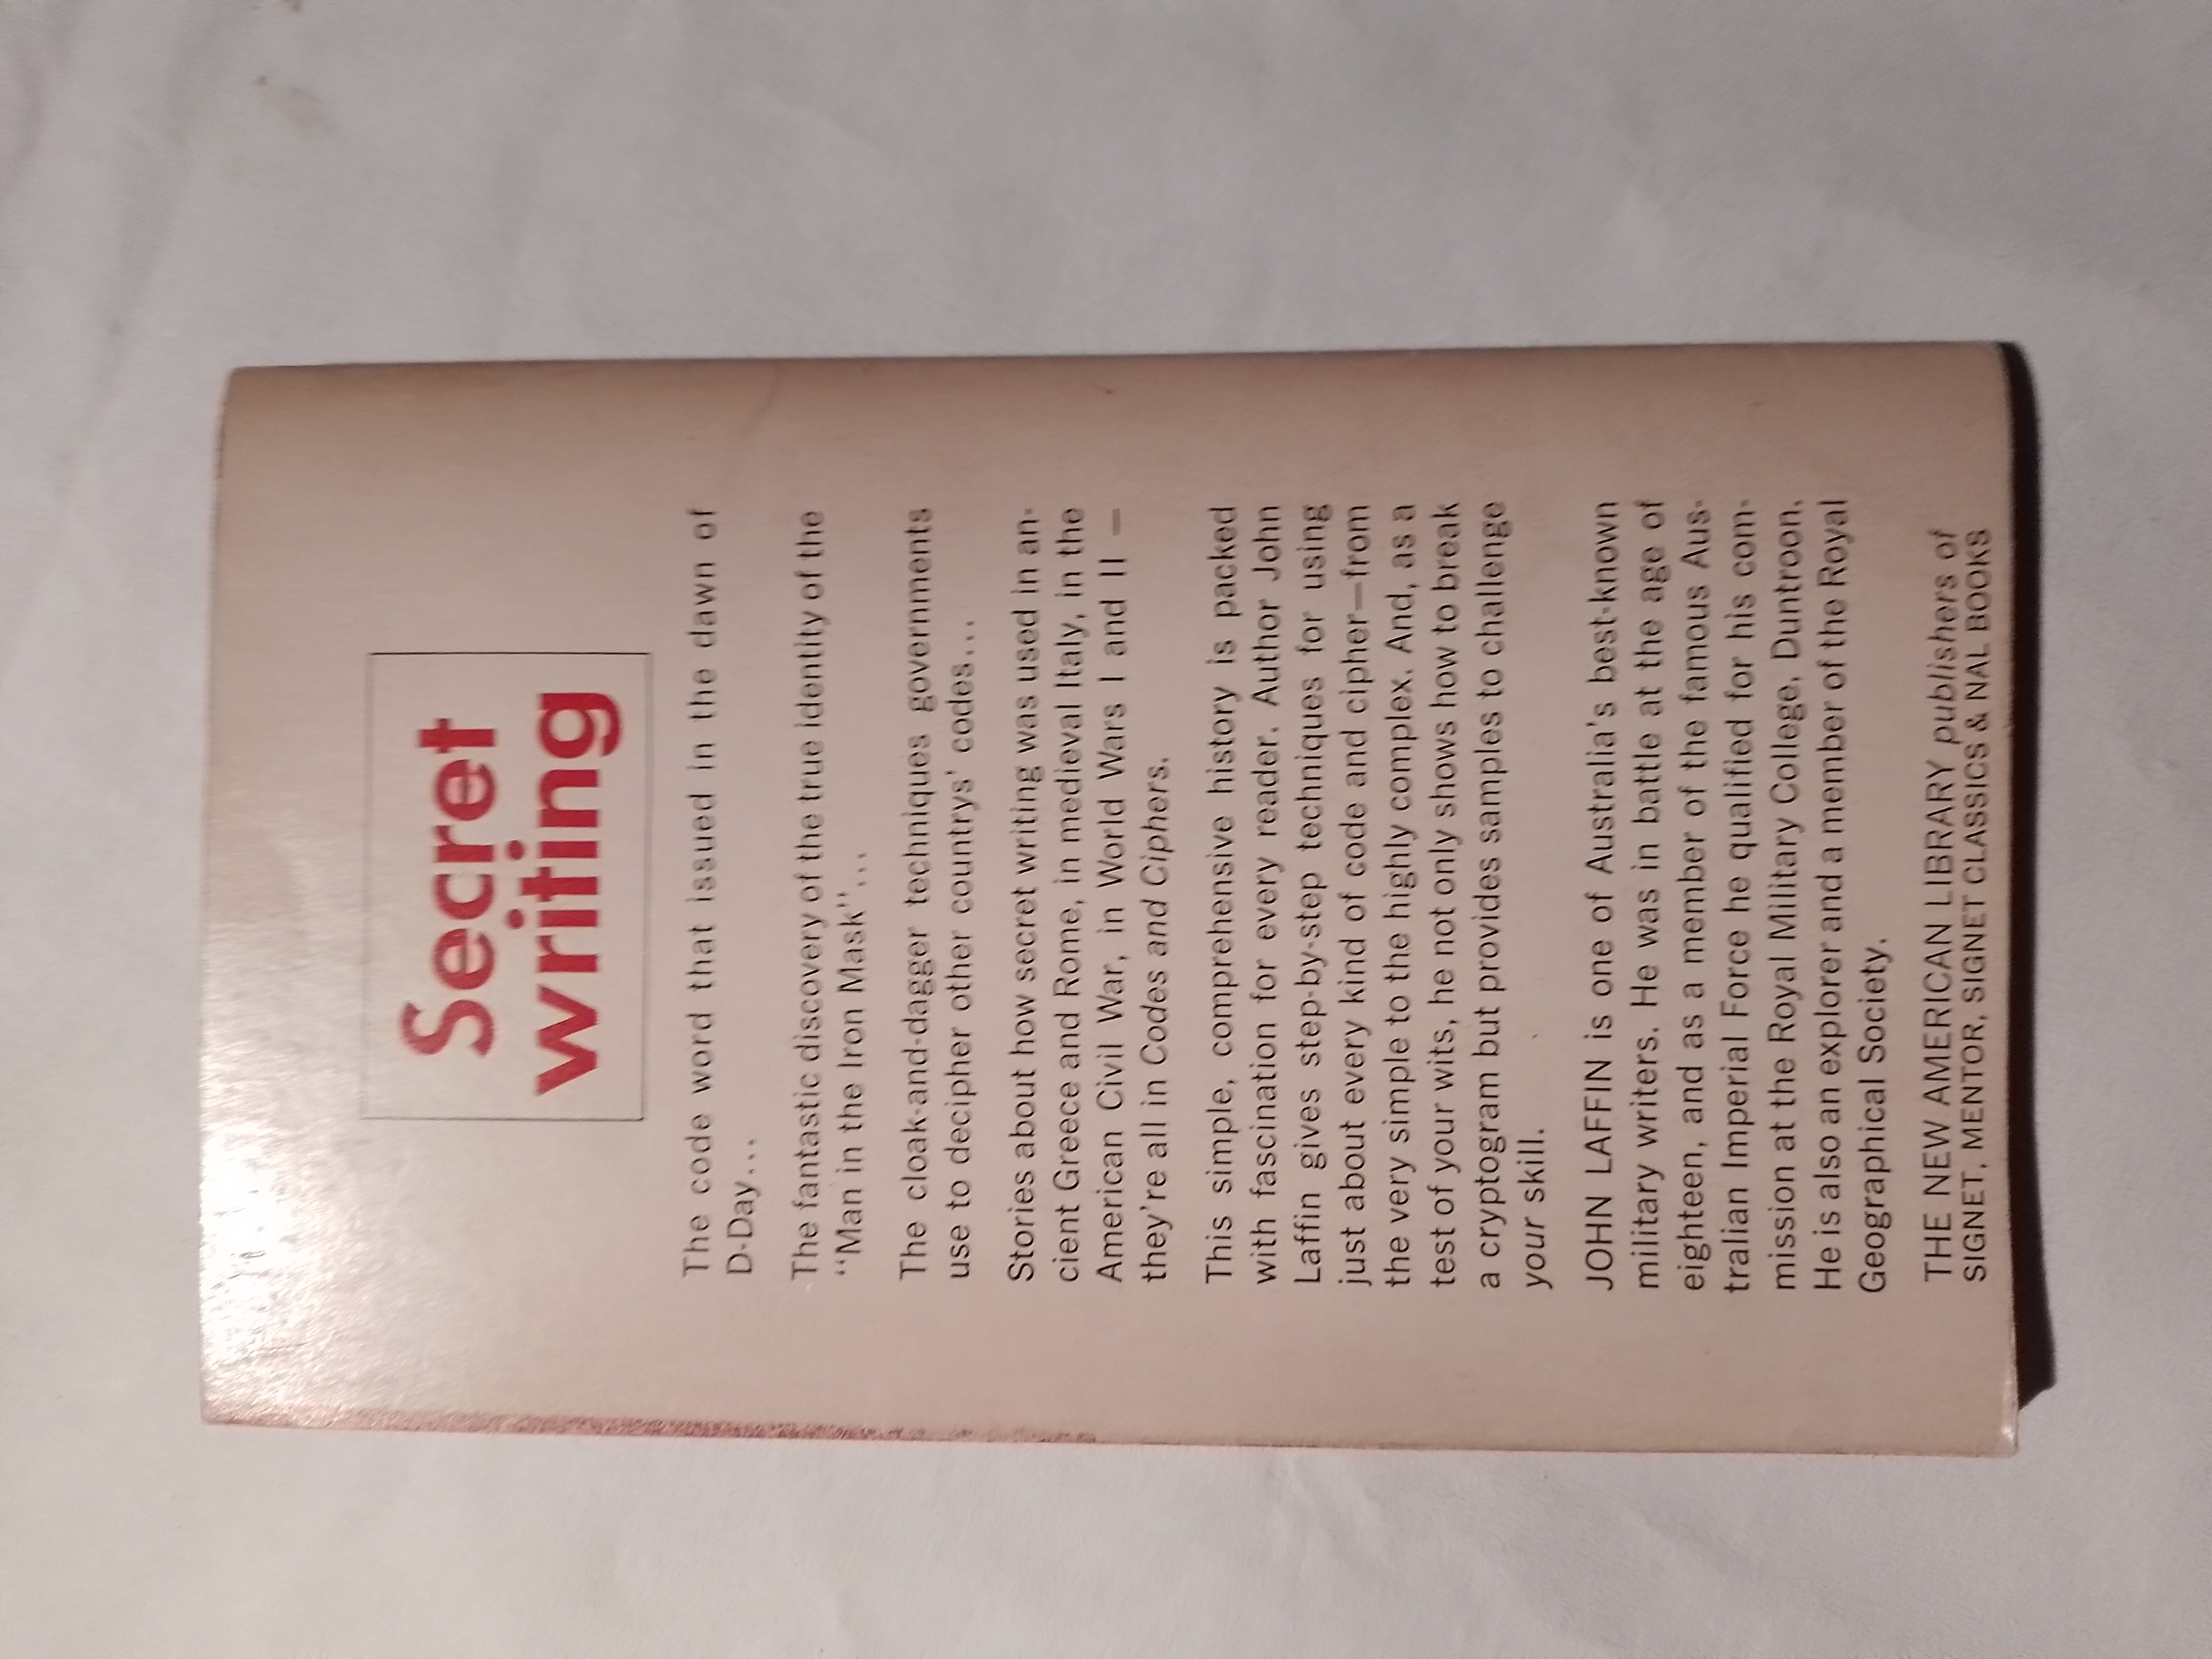 Secret
writing
The code word that issued in the dawn of
D-Day...
The fantastic discovery of the true identity of the
“Man in the Iron Mask”...
The cloak-and-dagger techniques governments
use to decipher other countrys' codes...
Stories about how secret writing was used in an-
cient Greece and Rome, in medieval Italy, in the
American Civil War, in World Wars I and II —
they're all in Codes and Ciphers.
This simple, comprehensive history is packed
with fascination for every reader. Author John
Laffin gives step-by-step techniques for using
just about every kind of code and cipher—from
the very simple to the highly complex. And, as a
test of your wits, he not only shows how to break
a cryptogram but provides samples to challenge
your skill.
JOHN LAFFIN is one of Australia's best-known
military writers. He was in battle at the age of
eighteen, and as a member of the famous Aus-
tralian Imperial Force he qualified for his com-
mission at the Royal Military College, Duntroon.
He is also an explorer and a member of the Royal
Geographical Society.
THE NEW AMERICAN LIBRARY publishers of
SIGNET, MENTOR, SIGNET CLASSICS & NAL BOOKS